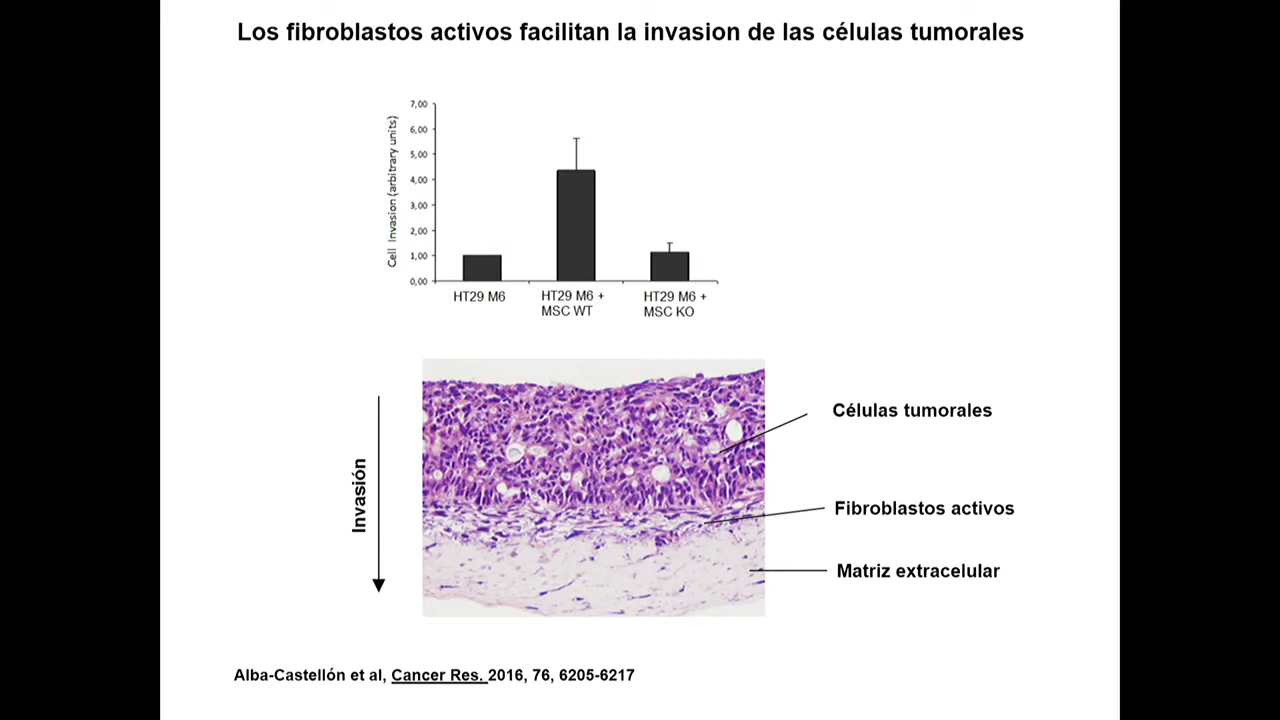 Los fibroblastos activos facilitan la invasion de las células tumorales
7,00
6,00
5,00
4,00
3,00
2,00
1,00
0,00
Cell Invasion (arbitrary units)
HT29 M6
HT29 M6 +
MSC WT
HT29 M6 +
MSC KO
Invasión
Células tumorales
Fibroblastos activos
Matriz extracelular
Alba-Castellón et al, Cancer Res. 2016, 76, 6205-6217